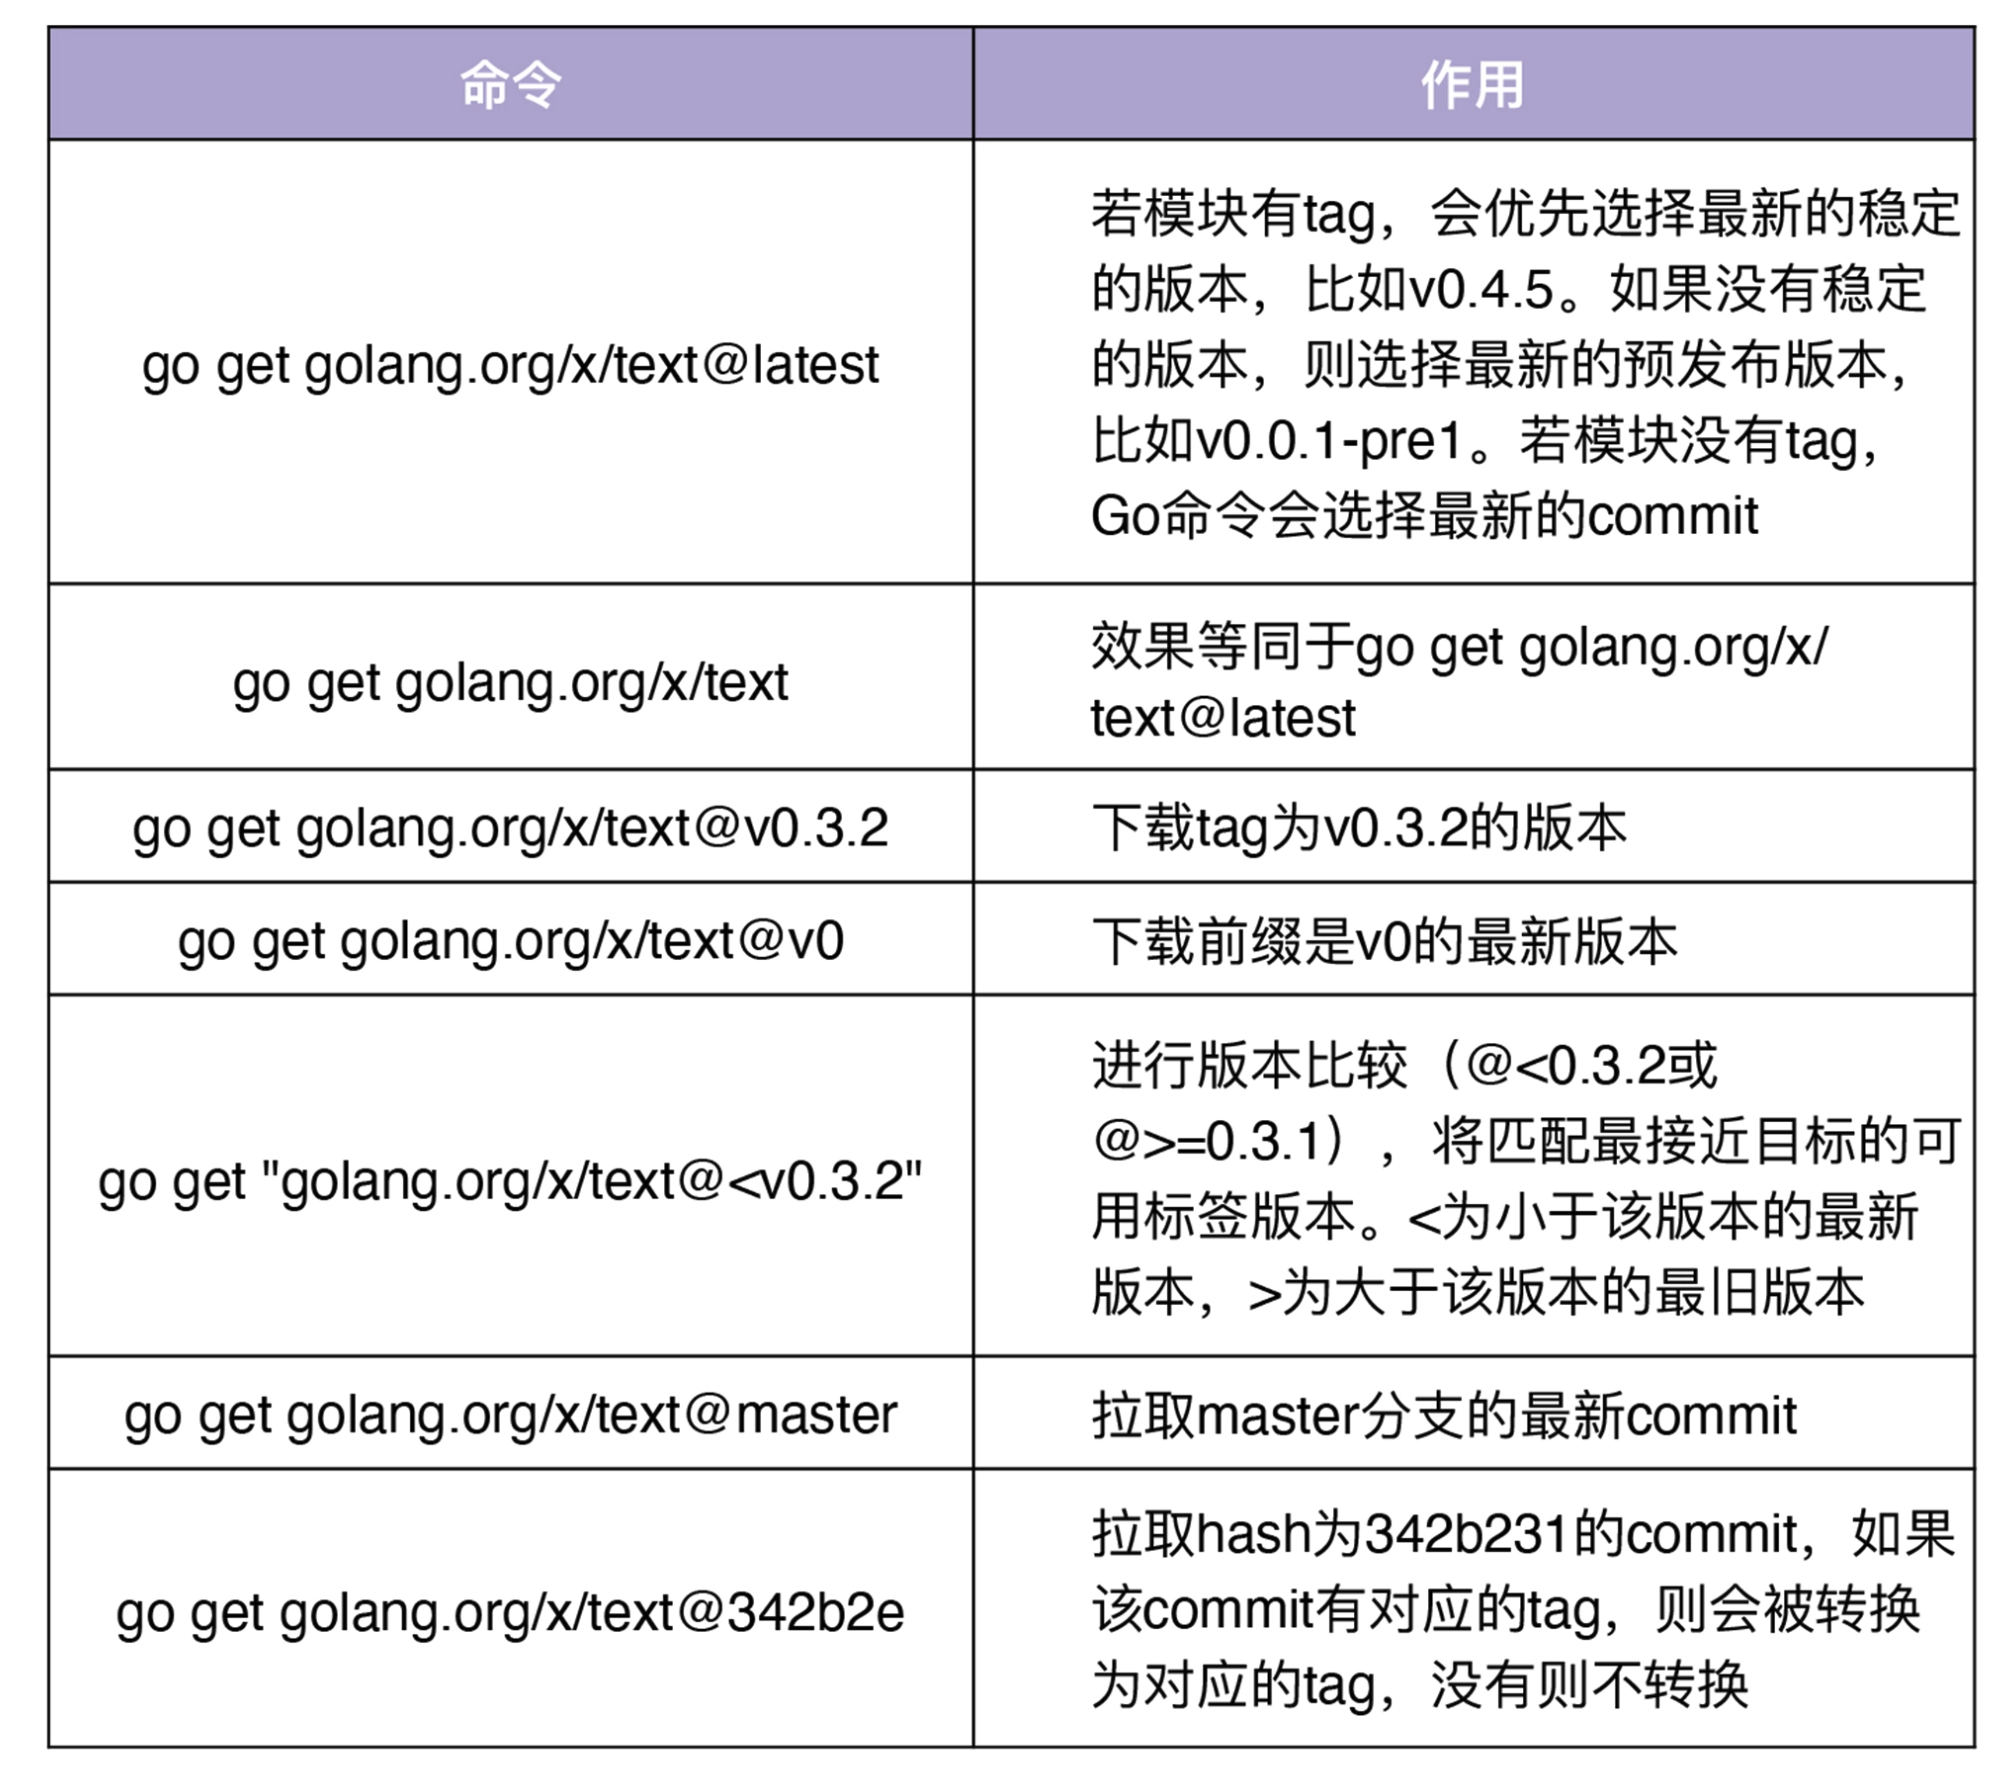 命令
作用
go get golang.org/x/text@latest
若模块有tag，会优先选择最新的稳定
的版本，比如v0.4.5。如果没有稳定
的版本，则选择最新的预发布版本，
比如v0.0.1-pre1。若模块没有tag，
Go命令会选择最新的commit
go get golang.org/x/text
效果等同于go get golang.org/x/
text@latest
go get golang.org/x/text@v0.3.2
下载tag为v0.3.2的版本
go get golang.org/x/text@v0
下载前缀是v0的最新版本
go get "golang.org/x/text@<v0.3.2"
进行版本比较（@<0.3.2或
@>=0.3.1），将匹配最接近目标的可
用标签版本。<为小于该版本的最新
版本，>为大于该版本的最旧版本
go get golang.org/x/text@master
拉取master分支的最新commit
go get golang.org/x/text@342b2e
拉取hash为342b231的commit，如果
该commit有对应的tag，则会被转换
为对应的tag，没有则不转换